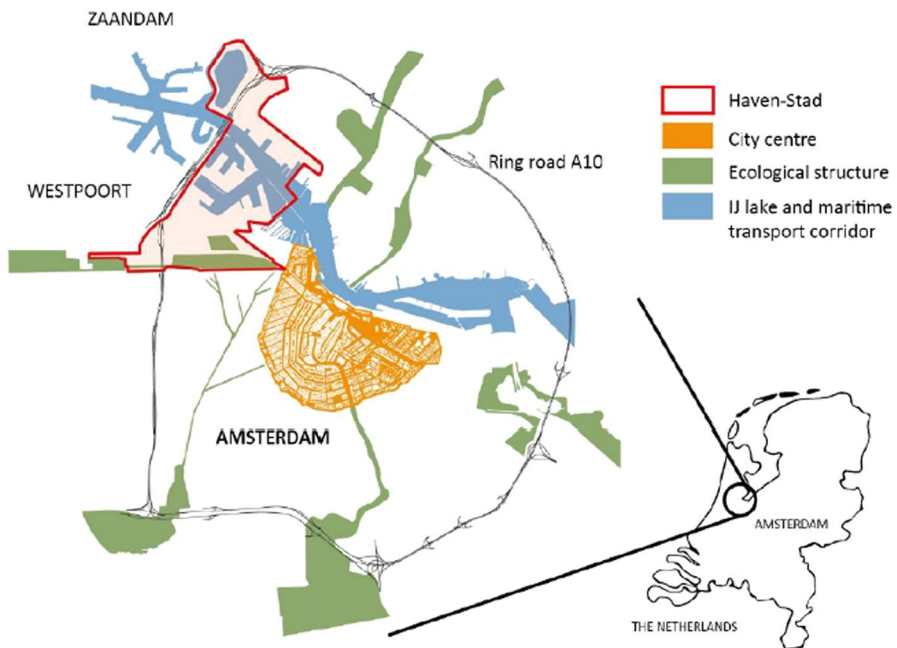 ZAANDAM
Haven-Stad
City centre
Ring road A10
Ecological structure
WESTPOORT
IJ lake and maritime
transport corridor
AMSTERDAM
AMSTERDAM
THE NETHERLANDS